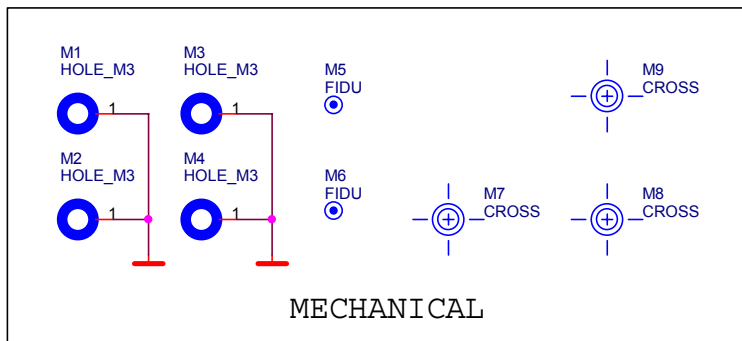 M1
HOLE_M3
1
M3
HOLE_M3
1
M5
FIDU
M9
CROSS
M2
HOLE_M3
1
M4
HOLE_M3
1
M6
FIDU
M7
CROSS
M8
CROSS
MECHANICAL